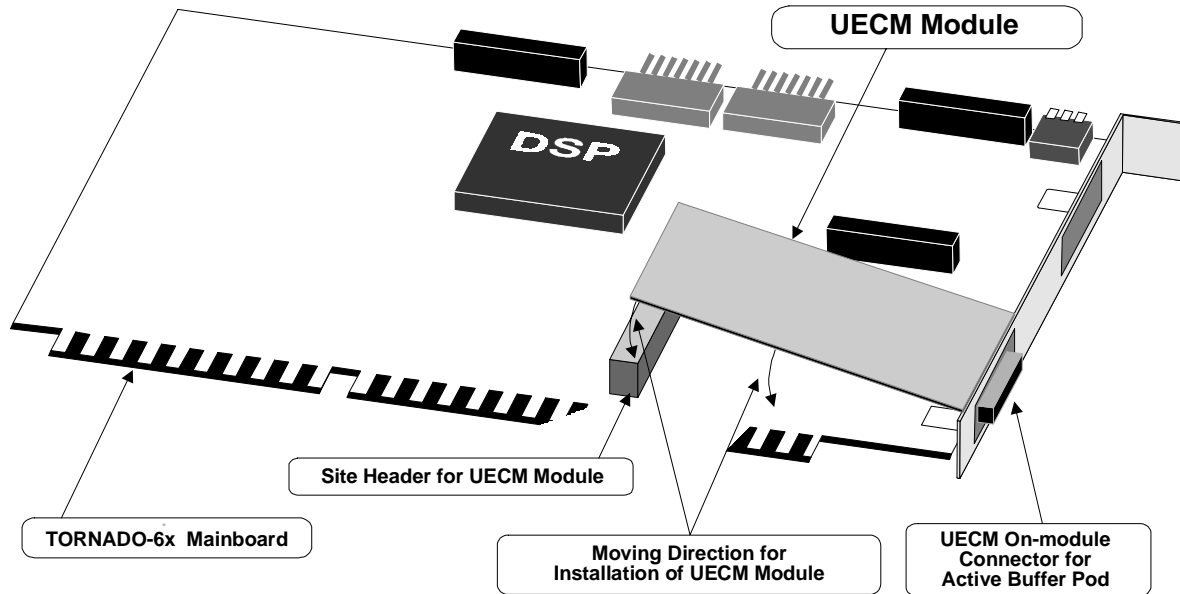 UECM Module
DSP
Site Header for UECM Module
TORNADO-6x Mainboard
Moving Direction for
Installation of UECM Module
UECM On-module
Connector for
Active Buffer Pod